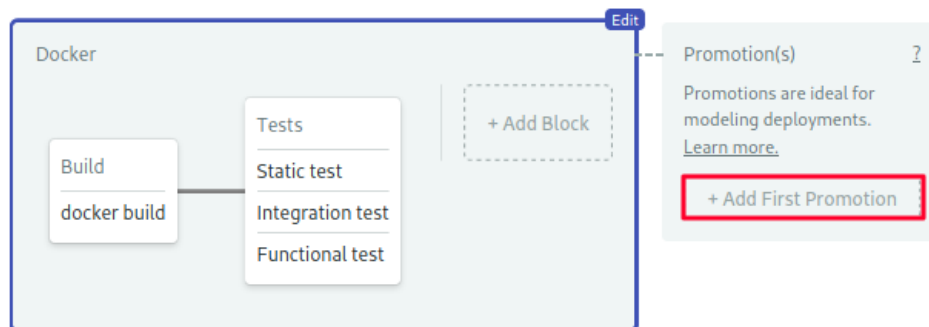 Edit
Docker
Build
docker build
Tests
Static test
Integration test
Functional test
+ Add Block
Promotion(s)
?
Promotions are ideal for
modeling deployments.
Learn more.
+ Add First Promotion